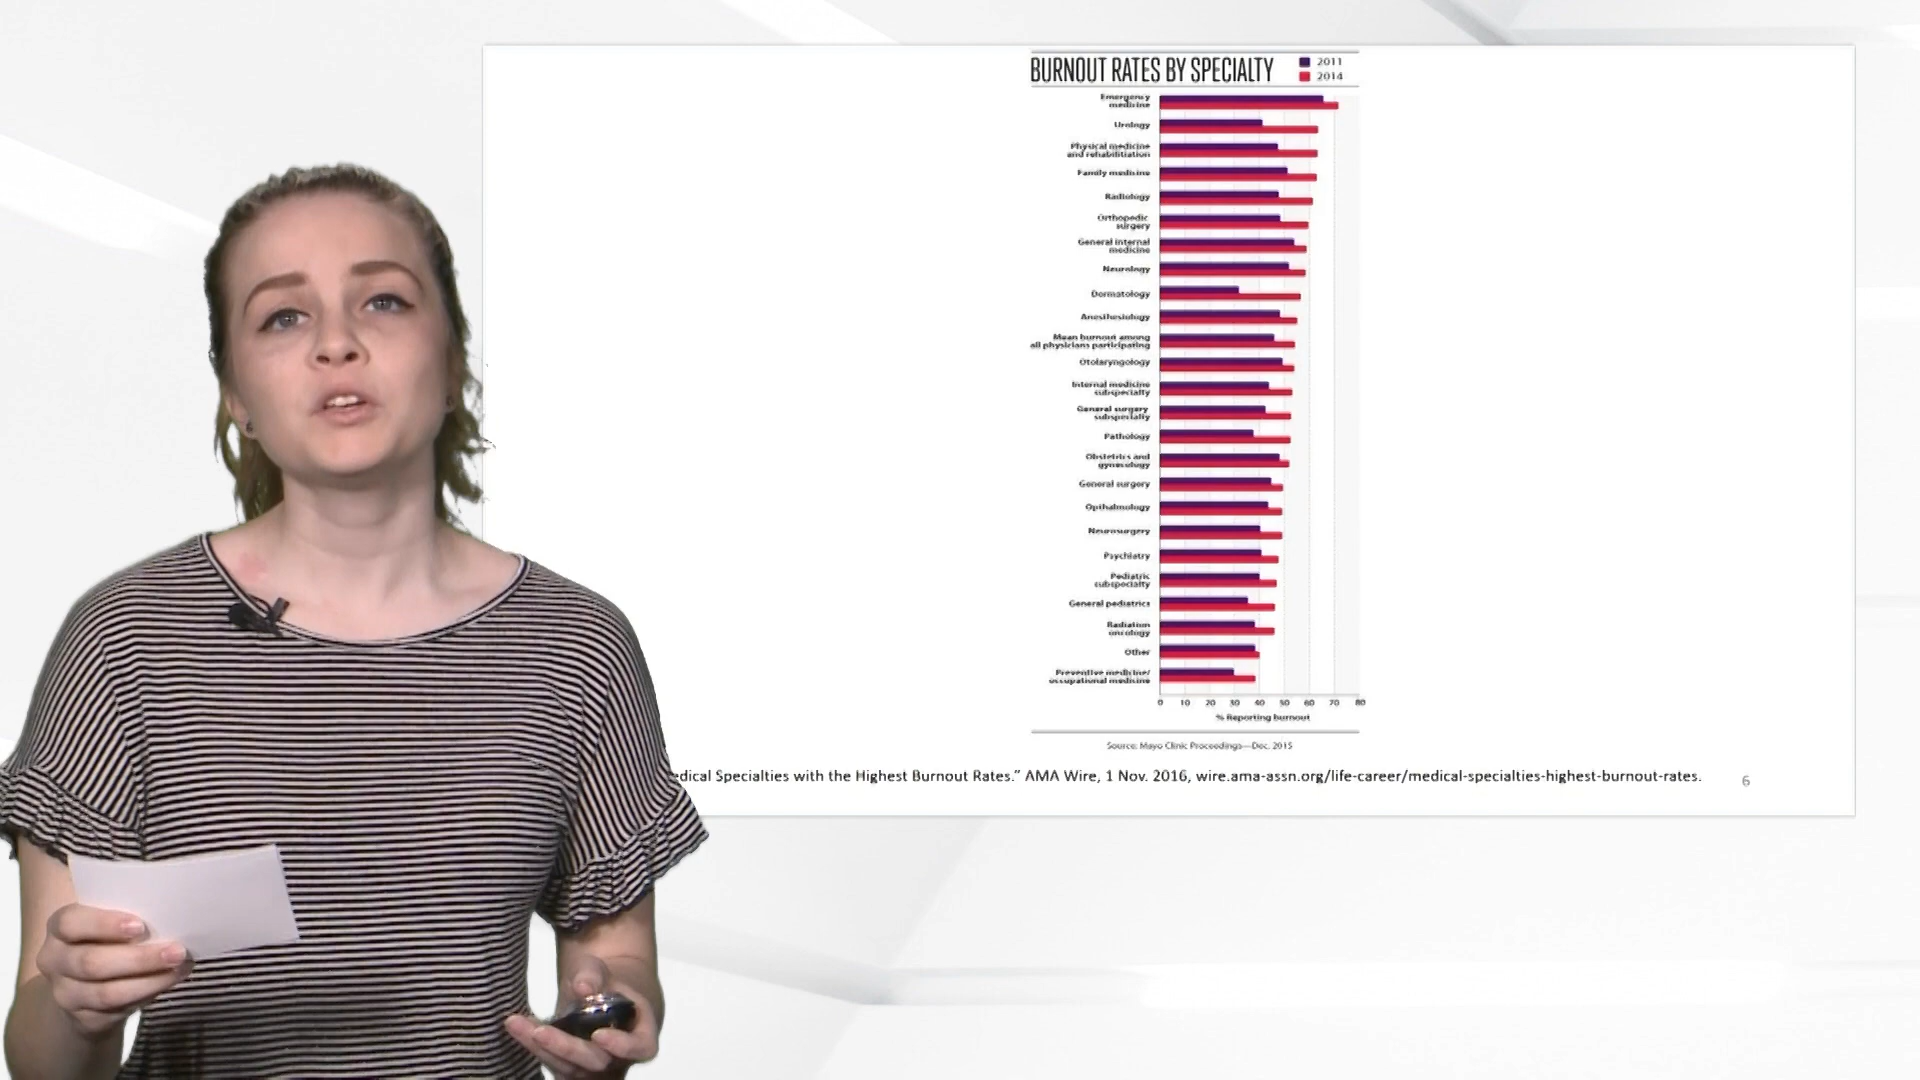 BURNOUT RATES BY SPECIALTY
2011
2014
Emergency
medicine
Urology
Physical medicine
and rehabilitiation
Family medicine
Radiology
Orthopedic
surgery
General internal
medicine
Neurology
Dermatology
Anesthesiology
Mean burnout among
all physicians participating
Otolaryngology
Internal medicine
subspecialty
General surgery
subspecialty
Pathology
Obstetrics and
gynecology
General surgery
Opthalmology
Neurosurgery
Psychiatry
Pediatric
subspecialty
General pediatrics
Radiation
oncology
Other
Preventive medicine/
occupational medicine
0 10 20 30 40 50 60 70 80
% Reporting burnout
Source: Mayo Clinic Proceedings—Dec. 2015
edical Specialties with the Highest Burnout Rates.” AMA Wire, 1 Nov. 2016, wire.ama-assn.org/life-career/medical-specialties-highest-burnout-rates.
6